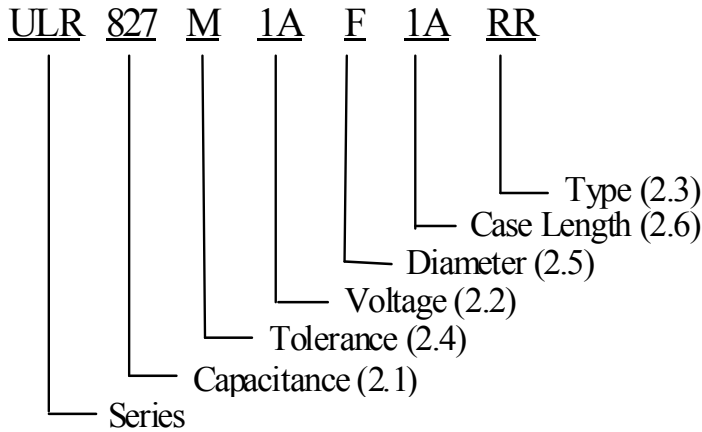 ULR 827 M 1A F 1A RR
Type (2.3)
Case Length (2.6)
Diameter (2.5)
Voltage (2.2)
Tolerance (2.4)
Capacitance (2.1)
Series